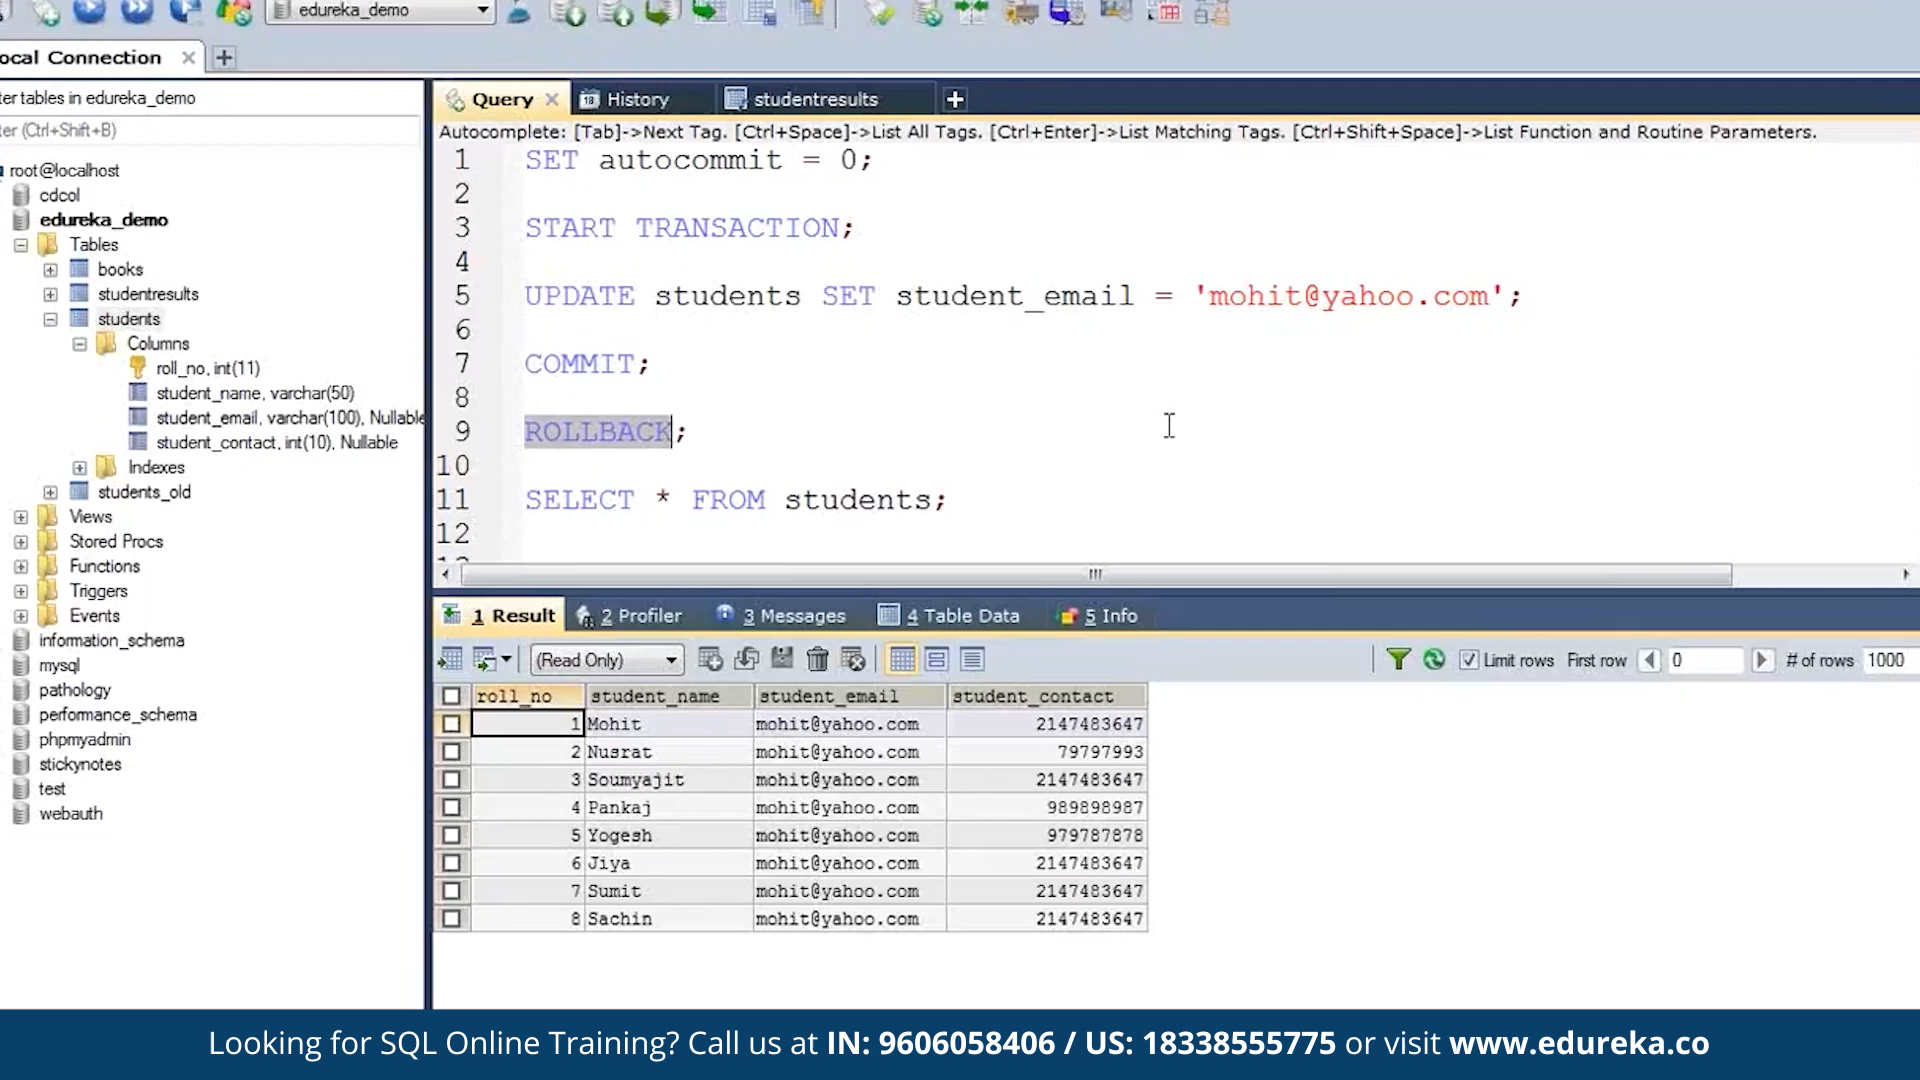 edureka_demo
ocal Connection
ter tables in edureka_demo
ter (Ctrl+Shift+B)
root@localhost
cdcol
edureka_demo
Tables
books
studentresults
students
Columns
roll_no, int(11)
student_name, varchar(50)
student_email, varchar(100), Nullable
student_contact, int(10), Nullable
Indexes
students_old
Views
Stored Procs
Functions
Triggers
Events
information_schema
mysql
pathology
performance_schema
phpmyadmin
stickynotes
test
webauth
Query History studentresults
Autocomplete: [Tab]->Next Tag. [Ctrl+Space]->List All Tags. [Ctrl+Enter]->List Matching Tags. [Ctrl+Shift+Space]->List Function and Routine Parameters.
1 SET autocommit = 0;
2
3 START TRANSACTION;
4
5 UPDATE students SET student_email = 'mohit@yahoo.com';
6
7 COMMIT;
8
9 ROLLBACK;
10
11 SELECT * FROM students;
12
1 Result 2 Profiler 3 Messages 4 Table Data 5 Info
(Read Only) Limit rows First row 0 # of rows 1000
roll_no student_name student_email student_contact
1 Mohit mohit@yahoo.com 2147483647
2 Nusrat mohit@yahoo.com 79797993
3 Soumyajit mohit@yahoo.com 2147483647
4 Pankaj mohit@yahoo.com 989898987
5 Yogesh mohit@yahoo.com 979787878
6 Jiya mohit@yahoo.com 2147483647
7 Sumit mohit@yahoo.com 2147483647
8 Sachin mohit@yahoo.com 2147483647
Looking for SQL Online Training? Call us at IN: 9606058406 / US: 18338555775 or visit www.edureka.co